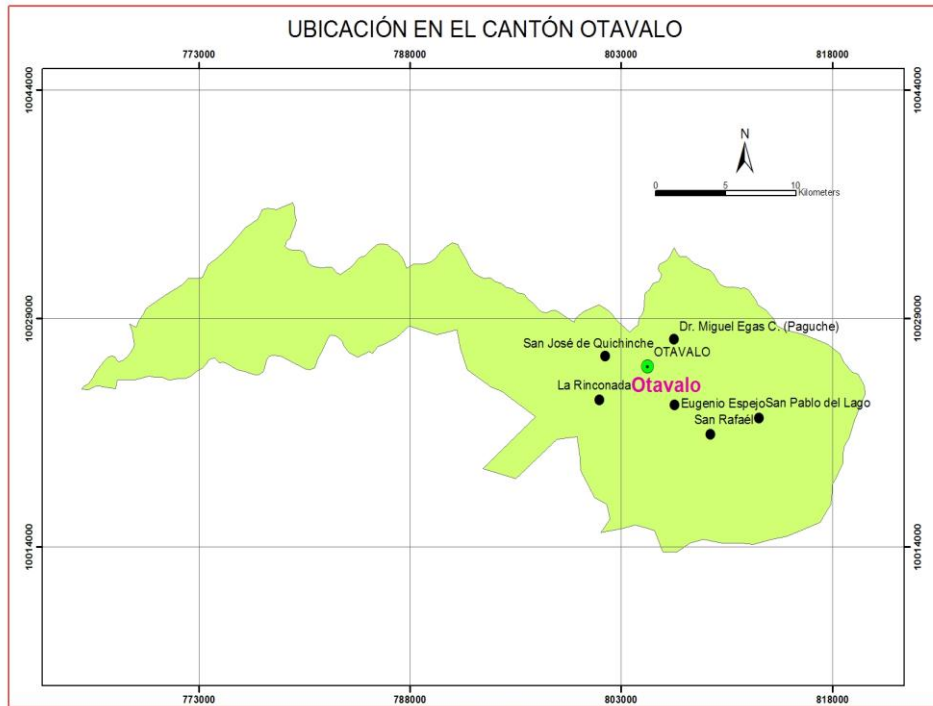 UBICACIÓN EN EL CANTÓN OTAVALO
773000 788000 803000 818000
10044000 10044000
N
0 5 10
Kilometers
10029000 10029000
Dr. Miguel Egas C. (Paguche)
San José de Quichinche
OTAVALO
La Rinconada
Otavalo
Eugenio Espejo
San Pablo del Lago
San Rafaél
10014000 10014000
773000 788000 803000 818000